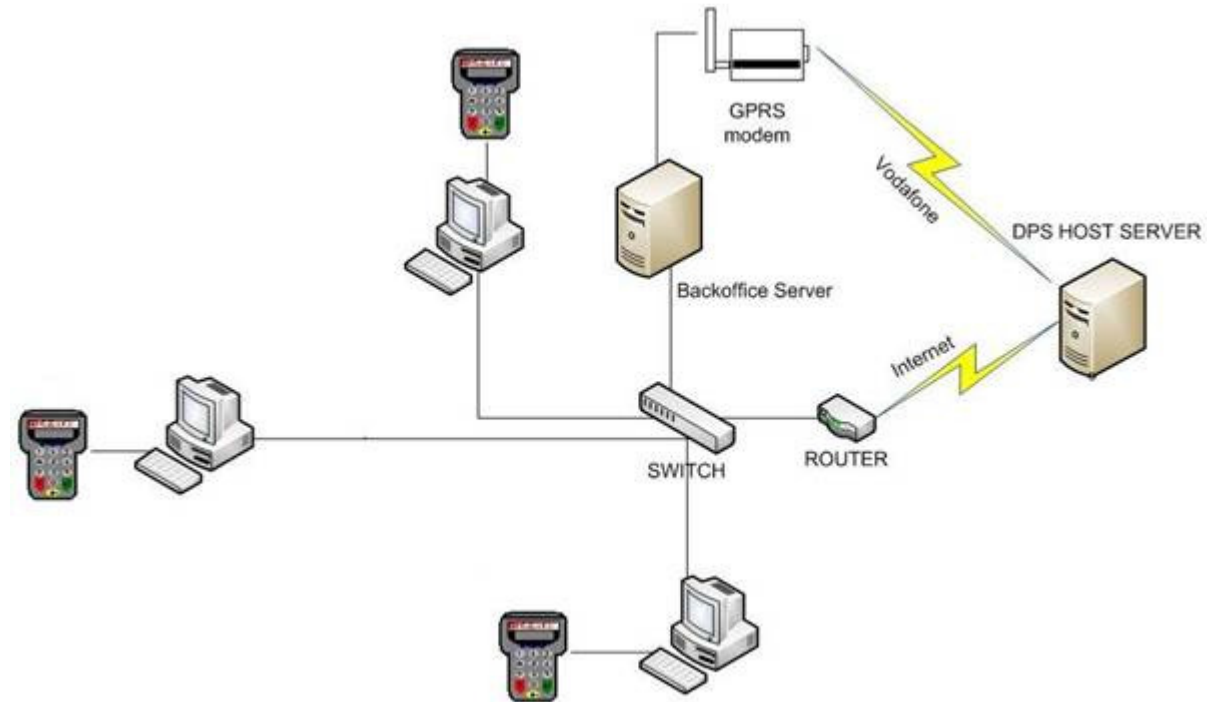 GPRS
modem
Vodafone
DPS HOST SERVER
Backoffice Server
Internet
SWITCH
ROUTER